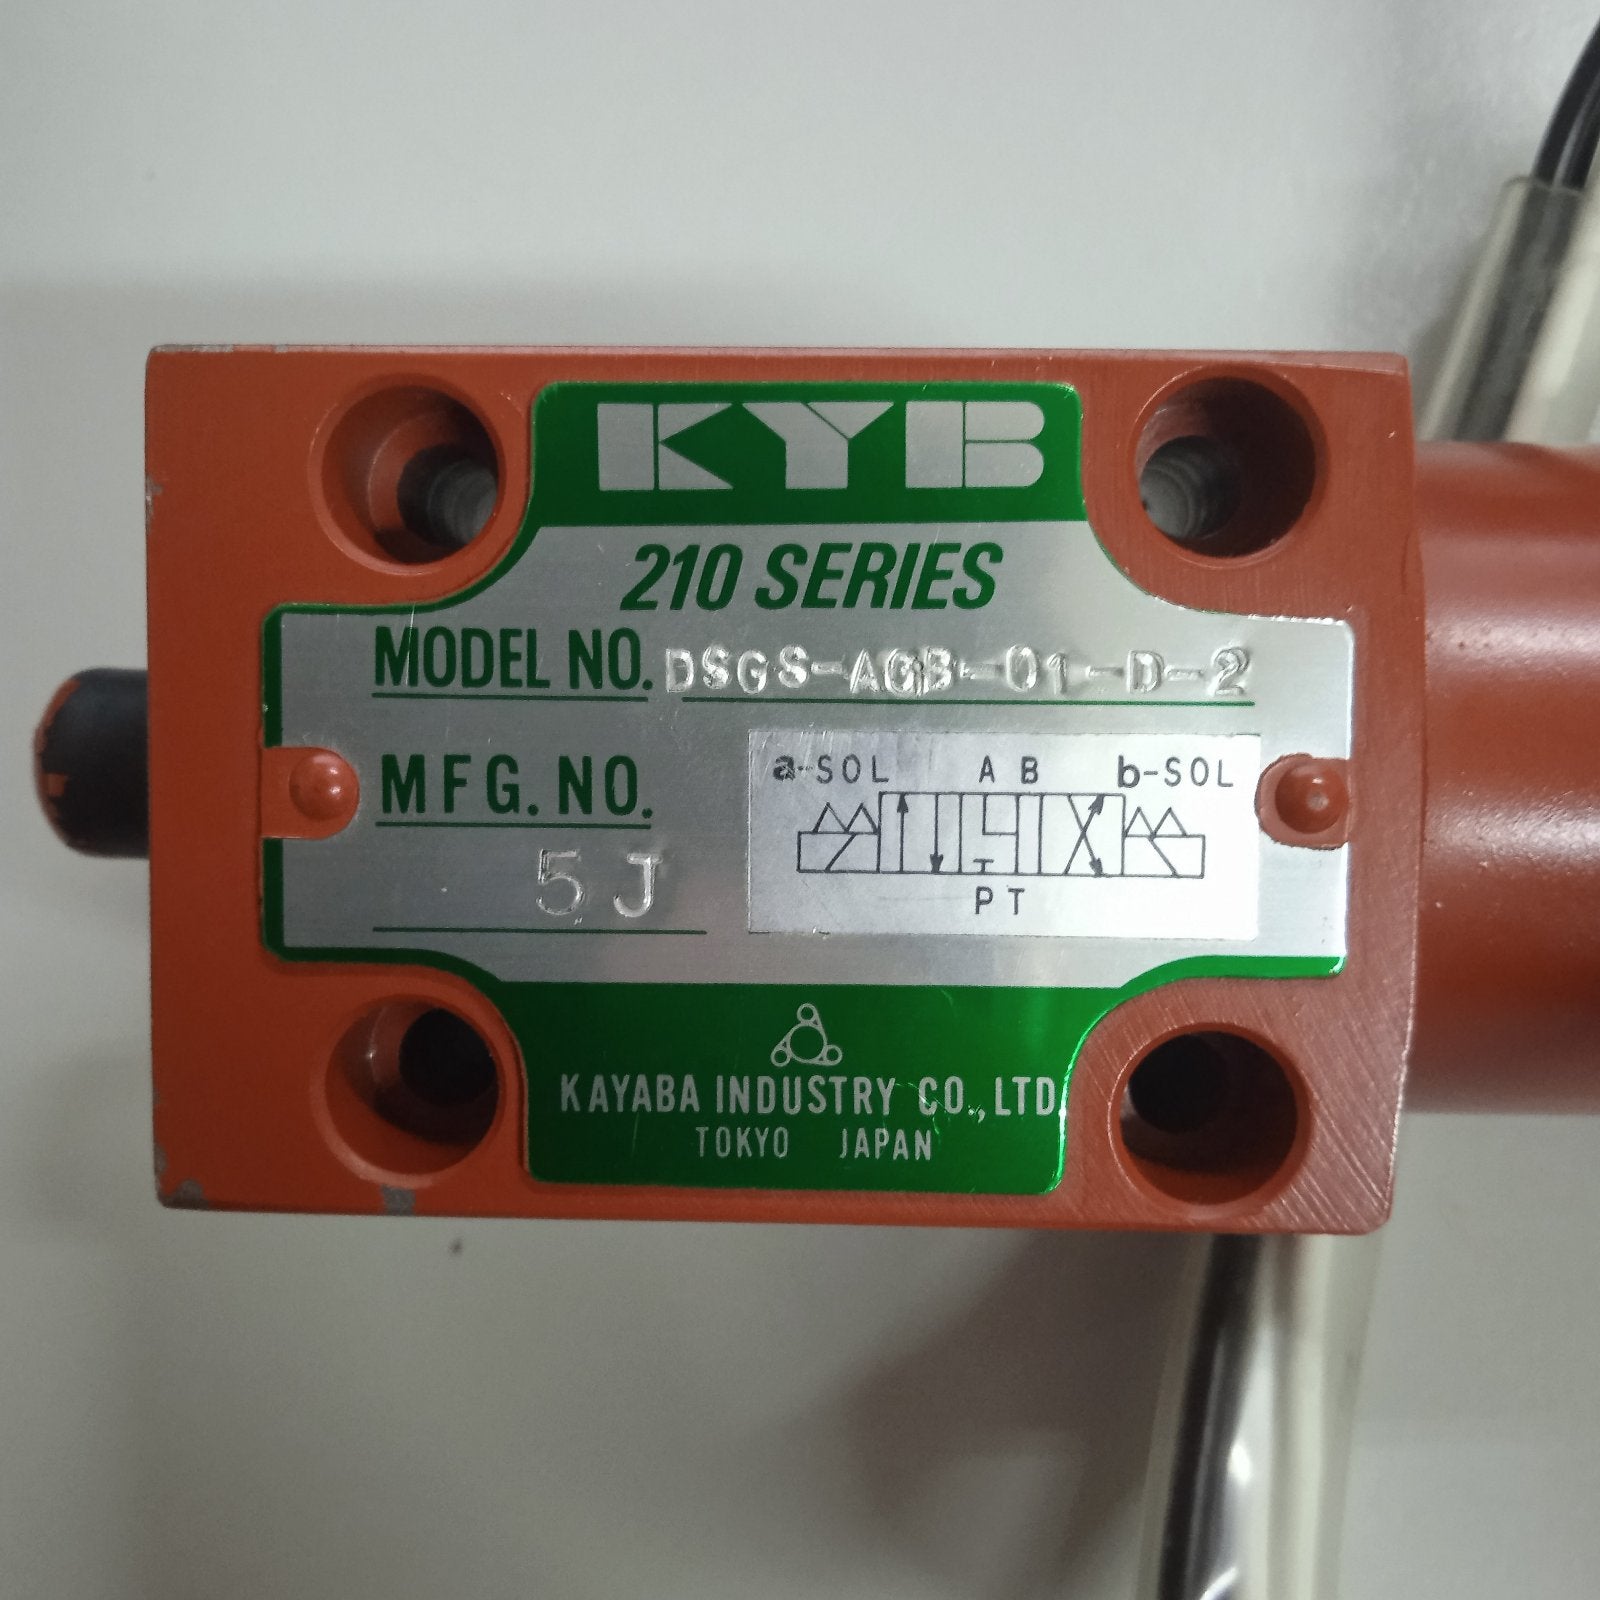 KYB
210 SERIES
MODEL NO. DSGS-AGB-01-D-2
MFG. NO.
5J
a-SOL A B b-SOL
P T
KAYABA INDUSTRY CO., LTD.
TOKYO JAPAN